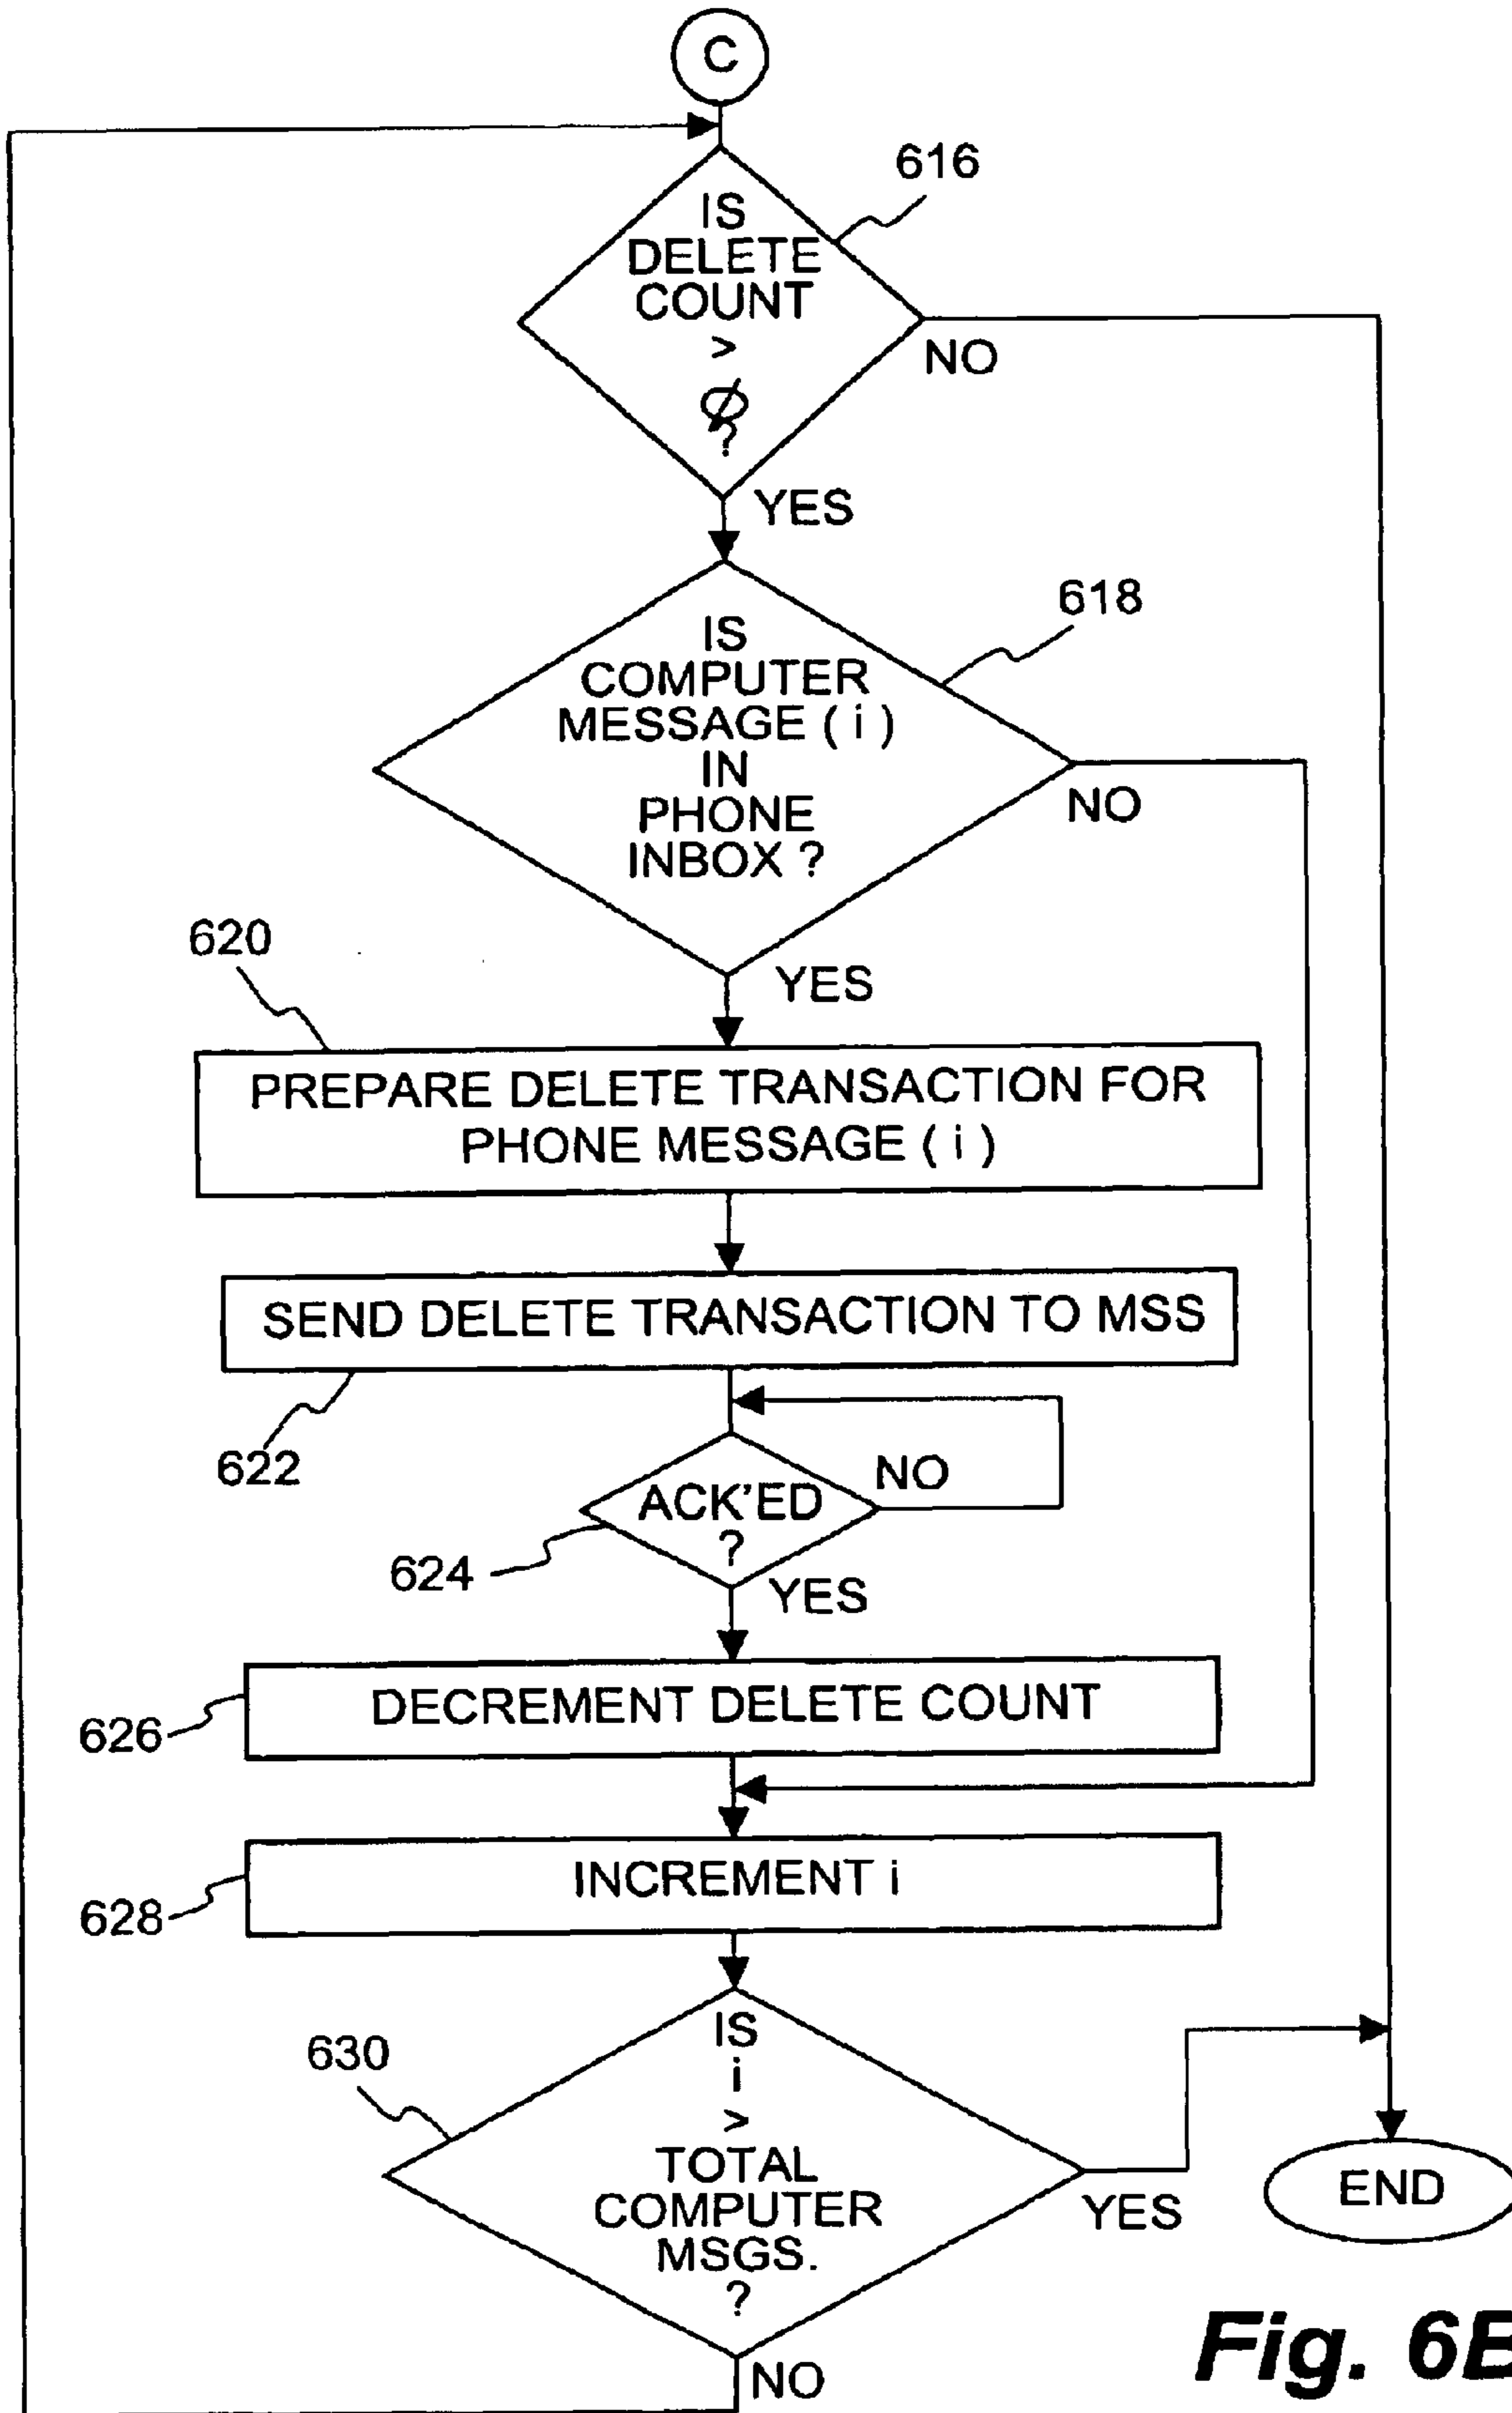 C
616
IS
DELETE
COUNT
>
Ø
?
NO
YES
618
IS
COMPUTER
MESSAGE ( i )
IN
PHONE
INBOX ?
NO
YES
620
PREPARE DELETE TRANSACTION FOR
PHONE MESSAGE ( i )
SEND DELETE TRANSACTION TO MSS
622
ACK'ED
?
NO
624
YES
DECREMENT DELETE COUNT
626
INCREMENT i
628
630
IS
i
>
TOTAL
COMPUTER
MSGS.
?
YES
END
NO
Fig. 6B